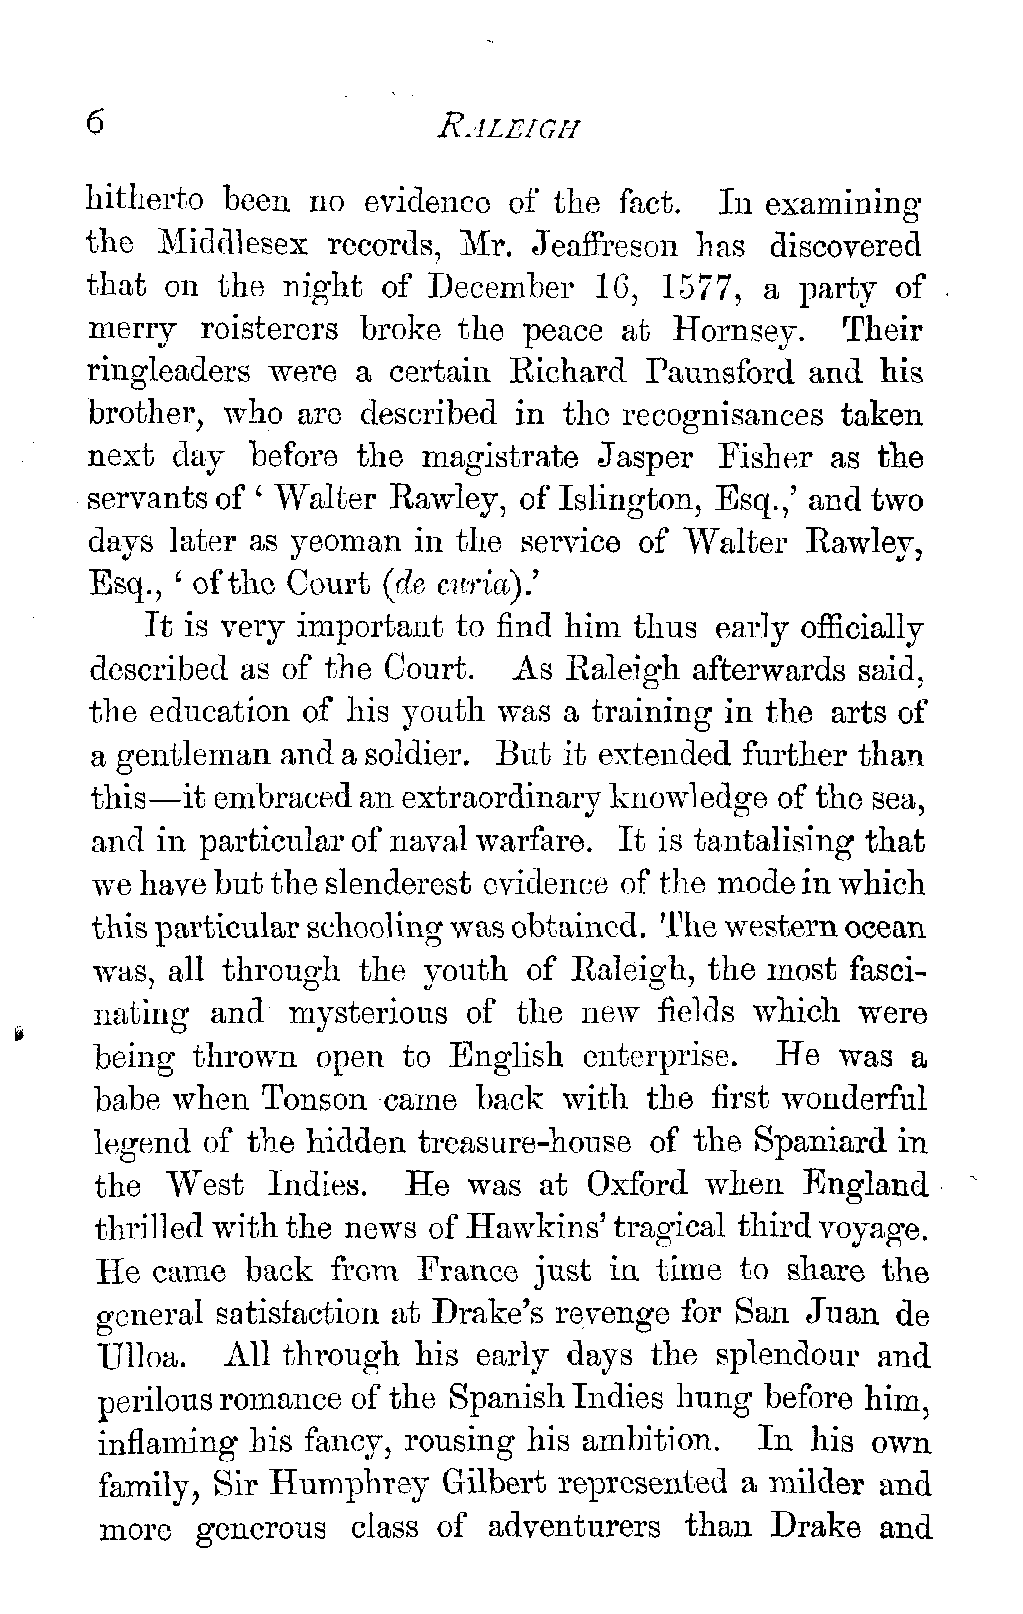 6 RALEIGH
hitherto been no evidence of the fact. In examining
the Middlesex records, Mr. Jeaffreson has discovered
that on the night of December 16, 1577, a party of
merry roisterers broke the peace at Hornsey. Their
ringleaders were a certain Richard Paunsford and his
brother, who are described in the recognisances taken
next day before the magistrate Jasper Fisher as the
servants of ‘ Walter Rawley, of Islington, Esq.,’ and two
days later as yeoman in the service of Walter Rawley,
Esq., ‘ of the Court (de curia).’
It is very important to find him thus early officially
described as of the Court. As Raleigh afterwards said,
the education of his youth was a training in the arts of
a gentleman and a soldier. But it extended further than
this—it embraced an extraordinary knowledge of the sea,
and in particular of naval warfare. It is tantalising that
we have but the slenderest evidence of the mode in which
this particular schooling was obtained. The western ocean
was, all through the youth of Raleigh, the most fasci-
nating and mysterious of the new fields which were
being thrown open to English enterprise. He was a
babe when Tonson came back with the first wonderful
legend of the hidden treasure-house of the Spaniard in
the West Indies. He was at Oxford when England
thrilled with the news of Hawkins’ tragical third voyage.
He came back from France just in time to share the
general satisfaction at Drake’s revenge for San Juan de
Ulloa. All through his early days the splendour and
perilous romance of the Spanish Indies hung before him,
inflaming his fancy, rousing his ambition. In his own
family, Sir Humphrey Gilbert represented a milder and
more generous class of adventurers than Drake and